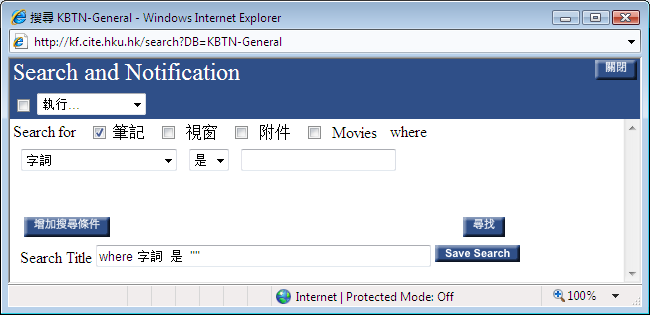 搜尋 KBTN-General - Windows Internet Explorer
http://kf.cite.hku.hk/search?DB=KBTN-General
Search and Notification 關閉
執行...
Search for 筆記 視窗 附件 Movies where
字詞 是
增加搜尋條件 尋找
Search Title where 字詞 是 "" Save Search
Internet | Protected Mode: Off 100%